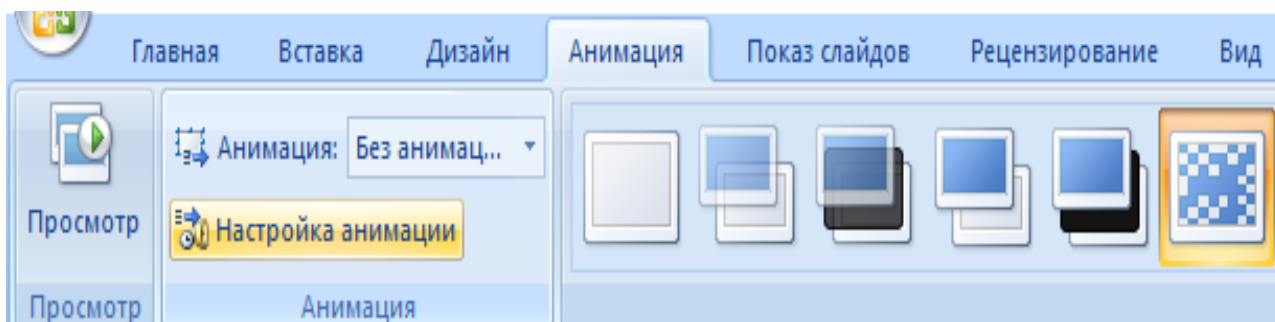 Главная Вставка Дизайн Анимация Показ слайдов Рецензирование Вид
Анимация: Без анимац...
Просмотр
Настройка анимации
Просмотр Анимация